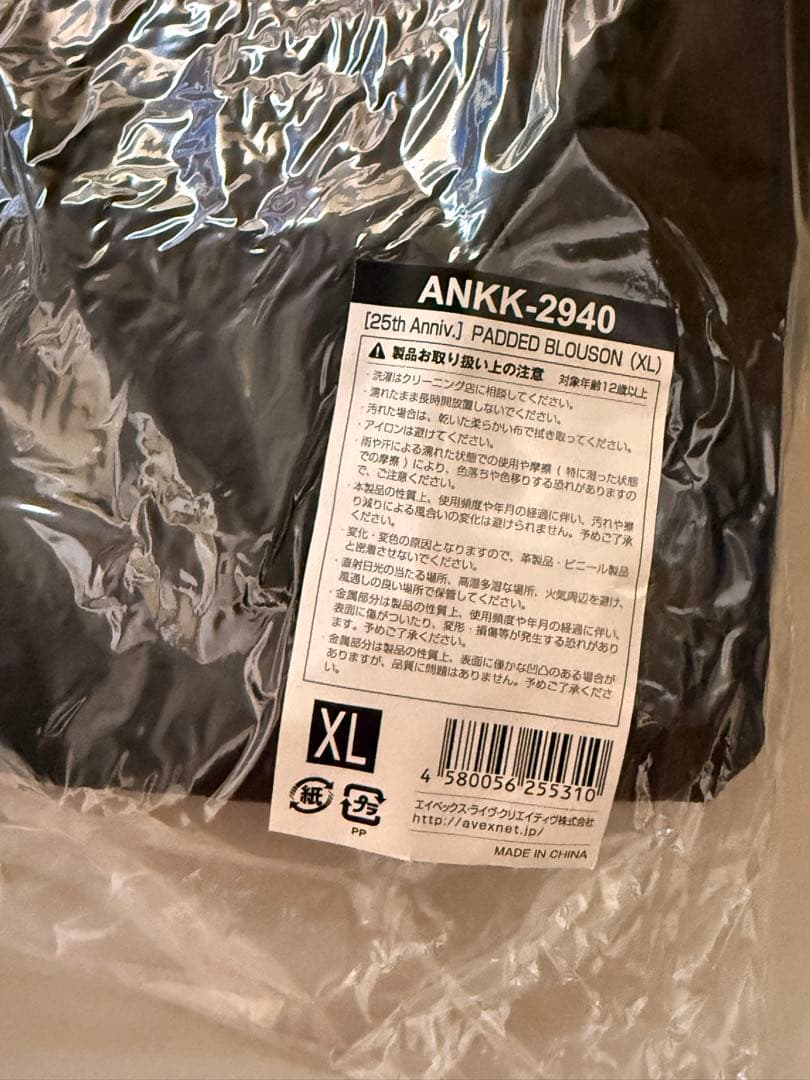 ANKK-2940
[25th Anniv.] PADDED BLOUSON (XL)
製品お取り扱い上の注意 対象年齢12歳以上
・洗濯はクリーニング店に相談してください。
・濡れたまま長時間放置しないでください。
・汚れた場合は、乾いた柔らかい布で拭き取ってください。
・アイロンは避けてください。
・雨や汗による濡れた状態での使用や摩擦(特に湿った状態
での摩擦)により、色落ちや色移りする恐れがありますの
で、ご注意ください。
・本製品の性質上、使用頻度や年月の経過に伴い、汚れや擦
り減りによる風合いの変化は避けられません。予めご了承
ください。
・変化・変色の原因となりますので、革製品・ビニール製品
と密着させないでください。
・直射日光の当たる場所、高温多湿な場所、火気周辺を避け、
風通しの良い場所で保管してください。
・金属部分は製品の性質上、使用頻度や年月の経過に伴い、
表面に傷がついたり、変形・損傷等が発生する恐れがあり
ます。予めご了承ください。
・金属部分は製品の性質上、表面に僅かな凹凸のある場合が
ありますが、品質に問題はありません。予めご了承くださ
い。
XL
4 580056 255310
紙
プラ
PP
エイベックス・ライヴ・クリエイティヴ株式会社
http://avexnet.jp/
MADE IN CHINA